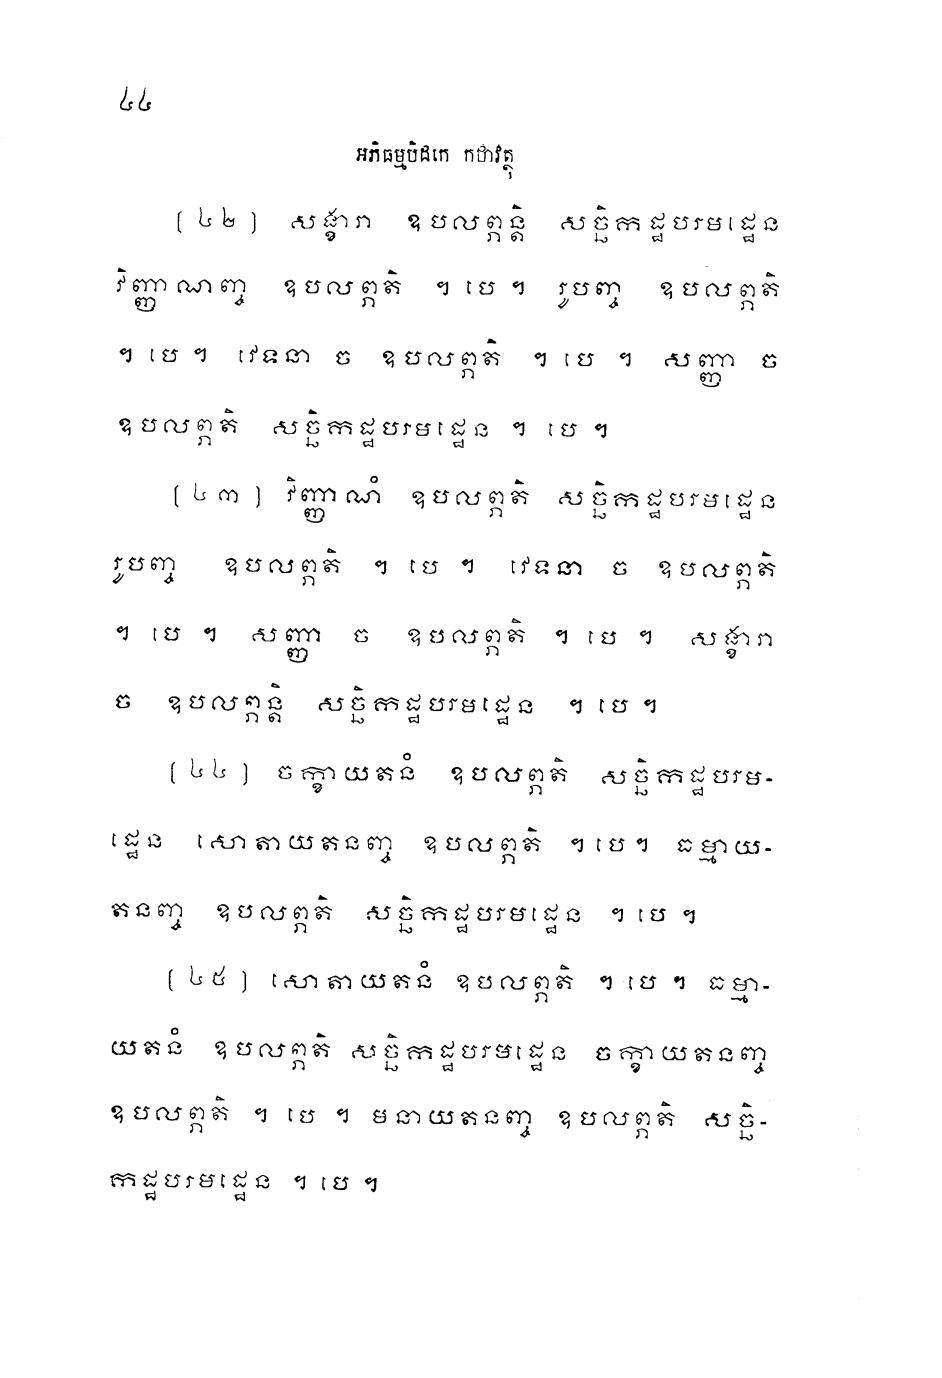 ៤៤
អភិធម្មបិដកេ កថាវត្ថុ
[៤២] សង្ខារា ឧបលព្ភន្តិ សច្ឆិកដ្ឋបរមដ្ឋេន
វិញ្ញាណញ្ច ឧបលព្ភតិ ។ បេ ។ រូបញ្ច ឧបលព្ភតិ
។ បេ ។ វេទនា ច ឧបលព្ភតិ ។ បេ ។ សញ្ញា ច
ឧបលព្ភតិ សច្ឆិកដ្ឋបរមដ្ឋេន ។ បេ ។
[៤៣] វិញ្ញាណំ ឧបលព្ភតិ សច្ឆិកដ្ឋបរមដ្ឋេន
រូបញ្ច ឧបលព្ភតិ ។ បេ ។ វេទនា ច ឧបលព្ភតិ
។ បេ ។ សញ្ញា ច ឧបលព្ភតិ ។ បេ ។ សង្ខារា
ច ឧបលព្ភន្តិ សច្ឆិកដ្ឋបរមដ្ឋេន ។ បេ ។
[៤៤] ចក្ខាយតនំ ឧបលព្ភតិ សច្ឆិកដ្ឋបរម-
ដ្ឋេន សោតាយតនញ្ច ឧបលព្ភតិ ។ បេ ។ ធម្មាយ-
តនញ្ច ឧបលព្ភតិ សច្ឆិកដ្ឋបរមដ្ឋេន ។ បេ ។
[៤៥] សោតាយតនំ ឧបលព្ភតិ ។ បេ ។ ធម្មា-
យតនំ ឧបលព្ភតិ សច្ឆិកដ្ឋបរមដ្ឋេន ចក្ខាយតនញ្ច
ឧបលព្ភតិ ។ បេ ។ មនាយតនញ្ច ឧបលព្ភតិ សច្ឆិ-
កដ្ឋបរមដ្ឋេន ។ បេ ។